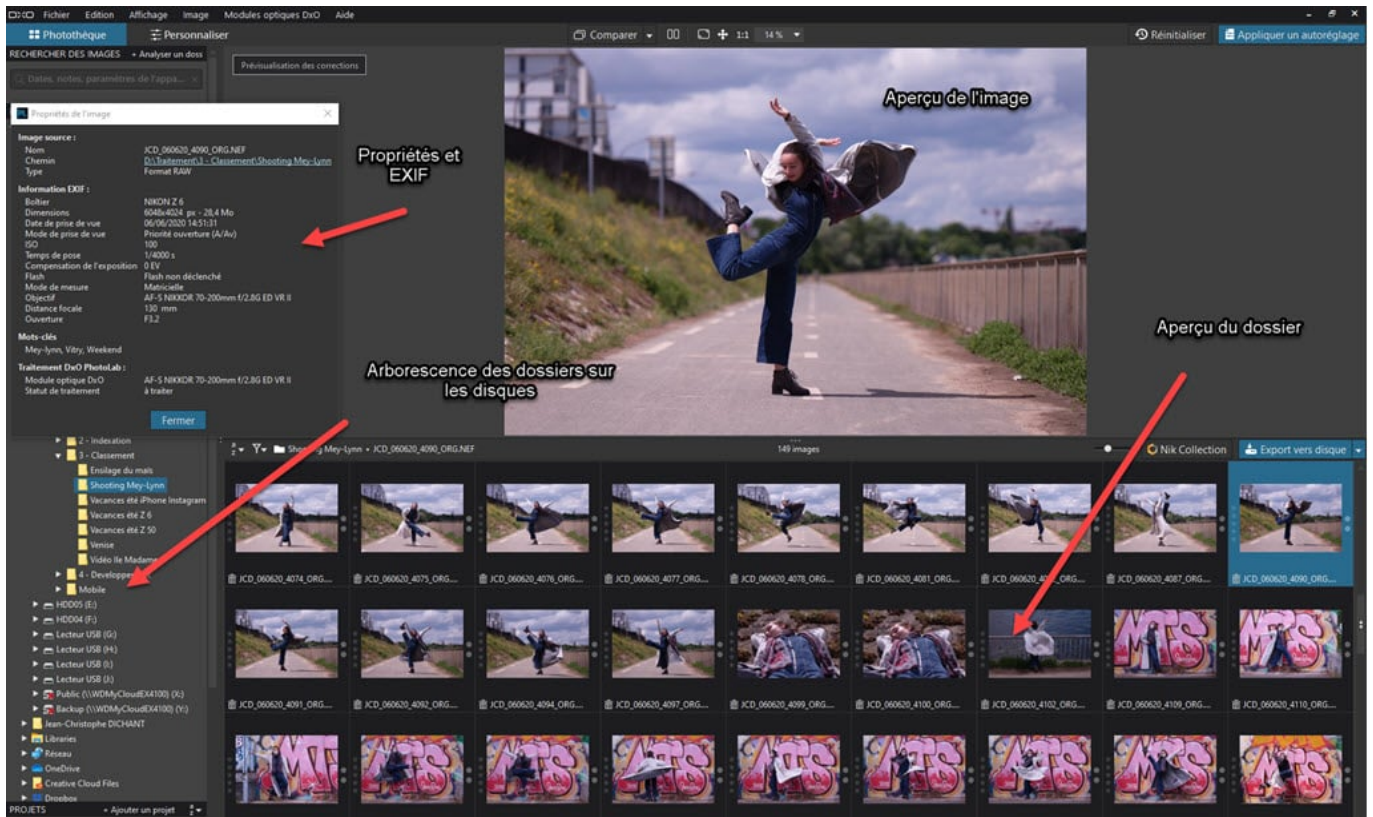 DXO Fichier Edition Affichage Image Modules optiques DxO Aide
Photothèque Personnaliser Comparer 1:1 14 % Réinitialiser Appliquer un autoréglage
RECHERCHER DES IMAGES + Analyser un doss
Dates, notes, paramètres de l'appa...
Prévisualisation des corrections
Propriétés de l'image
Image source :
Nom JCD_060620_4090_ORG.NEF
Chemin D:\Traitement\3 - Classement\Shooting Mey-Lynn
Type Format RAW
Information EXIF :
Boîtier NIKON Z 6
Dimensions 6048x4024 px - 28,4 Mo
Date de prise de vue 06/06/2020 14:51:31
Mode de prise de vue Priorité ouverture (A/Av)
ISO 100
Temps de pose 1/4000 s
Compensation de l'exposition 0 EV
Flash Flash non déclenché
Mode de mesure Matricielle
Objectif AF-S NIKKOR 70-200mm f/2.8G ED VR II
Distance focale 130 mm
Ouverture F3.2
Mots-clés
Mey-lynn, Vitry, Weekend
Traitement DxO PhotoLab :
Module optique DxO AF-S NIKKOR 70-200mm f/2.8G ED VR II
Statut de traitement à traiter
Fermer
Propriétés et
EXIF
Aperçu de l'image
Arborescence des dossiers sur
les disques
Aperçu du dossier
2 - Indexation
3 - Classement
Ensilage du maïs
Shooting Mey-Lynn
Vacances été iPhone Instagram
Vacances été Z 6
Vacances été Z 50
Venise
Vidéo Ile Madame
4 - Developpe
Mobile
HDD05 (E:)
HDD04 (F:)
Lecteur USB (G:)
Lecteur USB (H:)
Lecteur USB (I:)
Lecteur USB (J:)
Public (\\WDMyCloudEX4100) (X:)
Backup (\\WDMyCloudEX4100) (Y:)
Jean-Christophe DICHANT
Libraries
Réseau
OneDrive
Creative Cloud Files
Dropbox
PROJETS + Ajouter un projet
Shooting Mey-Lynn • JCD_060620_4090_ORG.NEF 149 images Nik Collection Export vers disque
JCD_060620_4074_ORG.... JCD_060620_4075_ORG.... JCD_060620_4076_ORG.... JCD_060620_4077_ORG.... JCD_060620_4078_ORG.... JCD_060620_4081_ORG.... JCD_060620_4087_ORG.... JCD_060620_4090_ORG....
JCD_060620_4091_ORG.... JCD_060620_4092_ORG.... JCD_060620_4094_ORG.... JCD_060620_4097_ORG.... JCD_060620_4099_ORG.... JCD_060620_4100_ORG.... JCD_060620_4102_ORG.... JCD_060620_4109_ORG.... JCD_060620_4110_ORG....